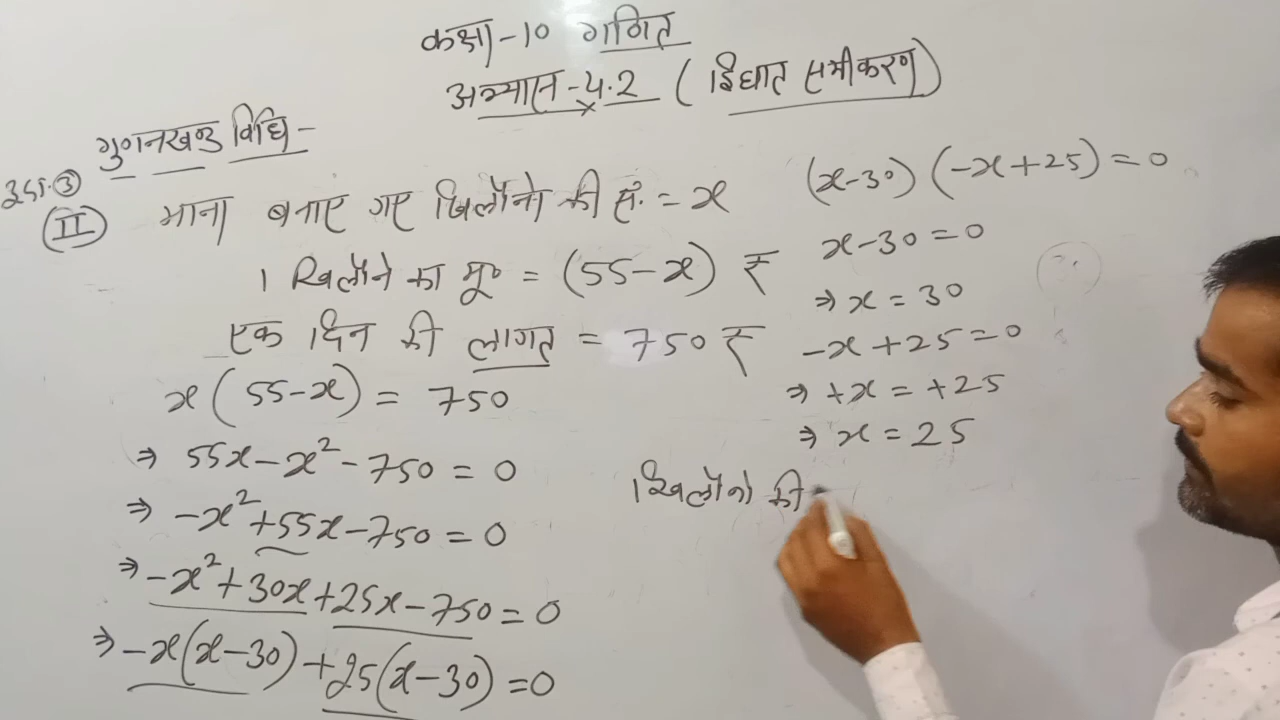 कक्षा-10 गणित
अभ्यास-4.2 (द्विघात समीकरण)
गुणनखण्ड विधि-
उदा.③
(II) माना बनाए गए खिलौनो की सं. = x
1 खिलौने का मू० = (55-x) ₹
एक दिन की लागत = 750 ₹
x(55-x) = 750
⇒ 55x-x²-750 = 0
⇒ -x²+55x-750 = 0
⇒ -x²+30x+25x-750 = 0
⇒ -x(x-30)+25(x-30) = 0
(x-30) (-x+25) = 0
x-30 = 0
⇒ x = 30
-x+25 = 0
⇒ +x = +25
⇒ x = 25
खिलौनो की